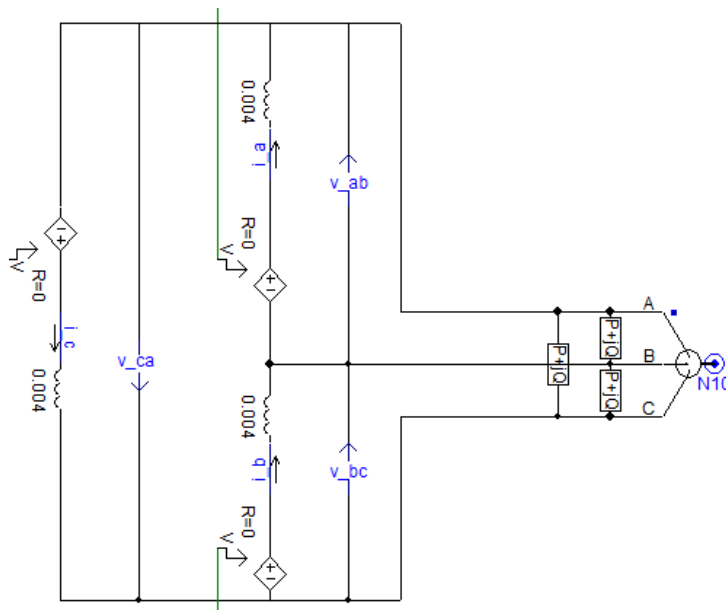 0.004
i_a
v_ab
R=0
V
+ -
R=0
V
i_c
v_ca
0.004
0.004
i_b
v_bc
R=0
V
+ -
P+jQ
P+jQ
P+jQ
A
B
C
N10